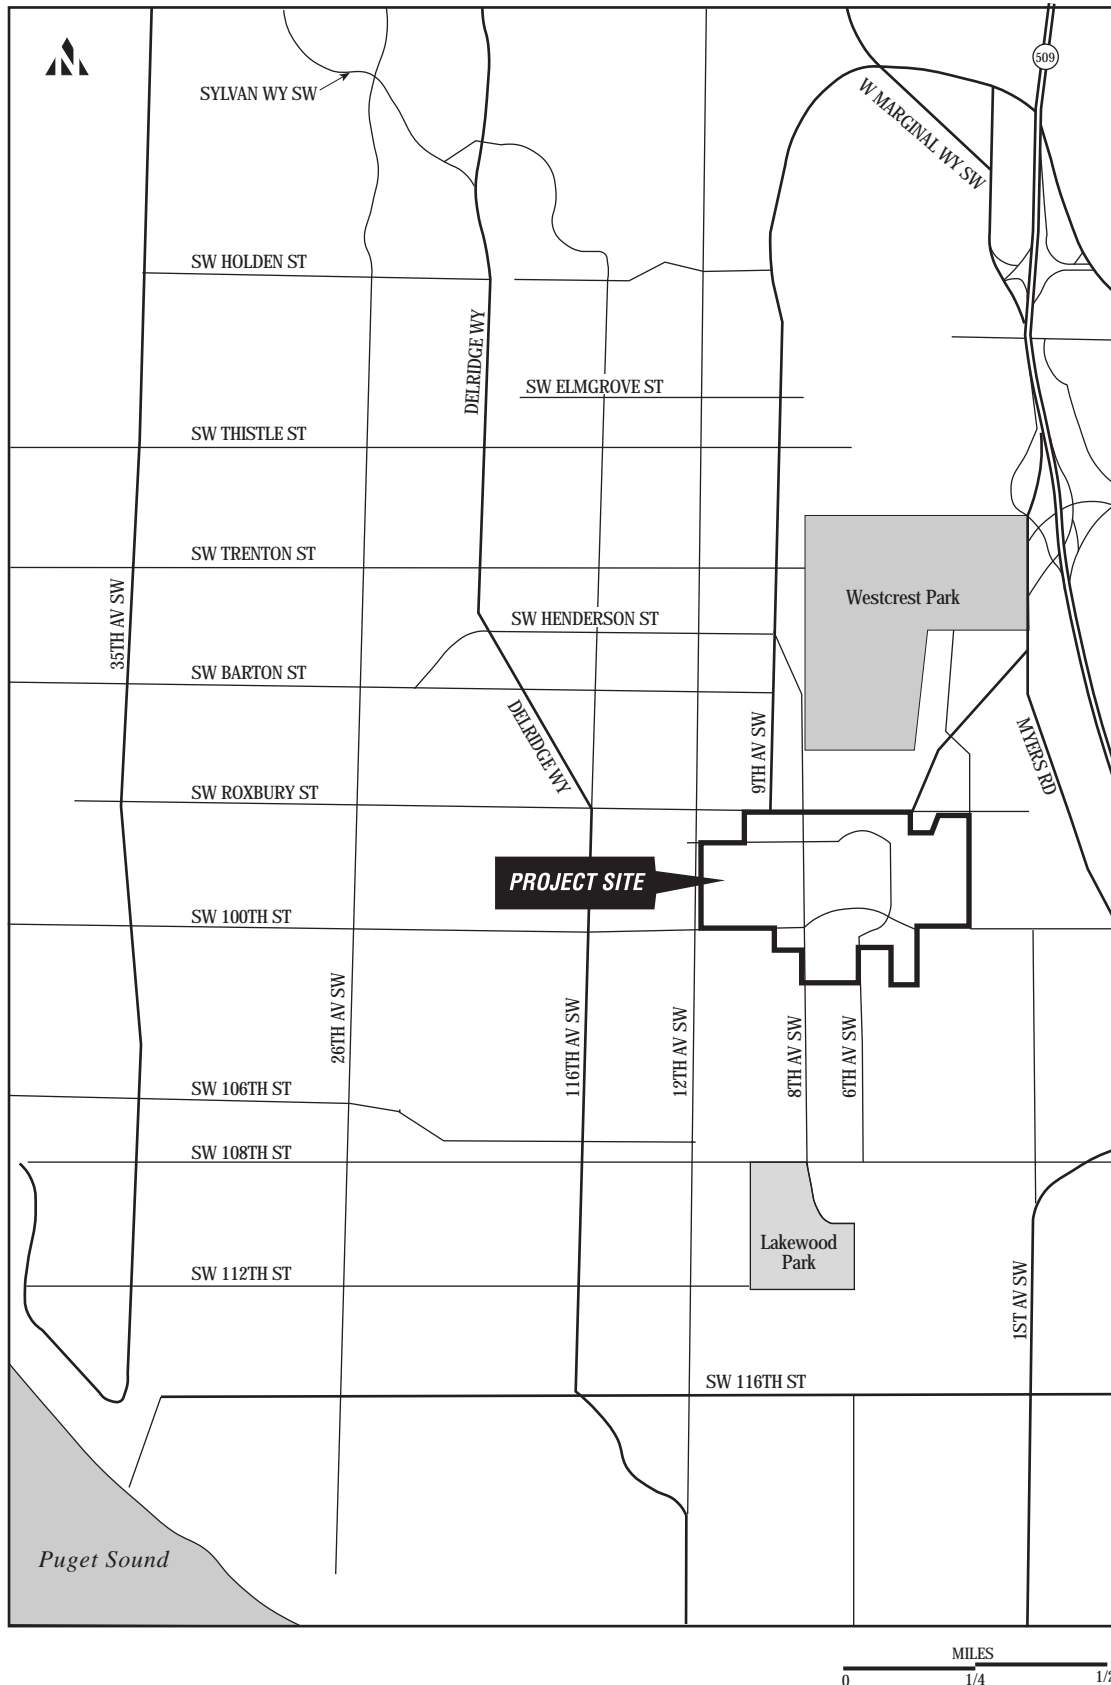 509
SYLVAN WY SW
W MARGINAL WY SW
SW HOLDEN ST
DELRIDGE WY
SW ELMGROVE ST
SW THISTLE ST
SW TRENTON ST
35TH AV SW
Westcrest Park
SW HENDERSON ST
SW BARTON ST
DELRIDGE WY
9TH AV SW
MYERS RD
SW ROXBURY ST
PROJECT SITE
SW 100TH ST
26TH AV SW
116TH AV SW
12TH AV SW
8TH AV SW
6TH AV SW
SW 106TH ST
SW 108TH ST
Lakewood
Park
SW 112TH ST
1ST AV SW
SW 116TH ST
Puget Sound
MILES
0 1/4 1/2